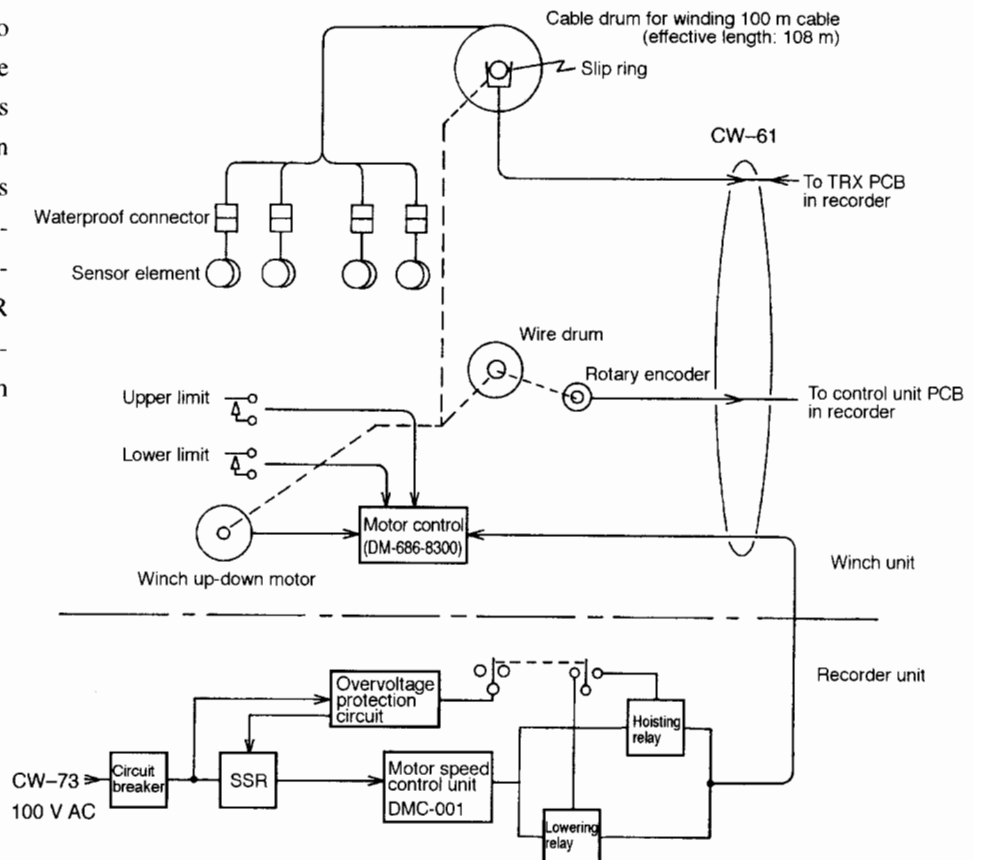 Cable drum for winding 100 m cable
(effective length: 108 m)
Slip ring
CW–61
To TRX PCB
in recorder
Waterproof connector
Sensor element
Wire drum
Rotary encoder
To control unit PCB
in recorder
Upper limit
Lower limit
Motor control
(DM-686-8300)
Winch up-down motor
Winch unit
Recorder unit
Overvoltage
protection
circuit
Hoisting
relay
CW–73
100 V AC
Circuit
breaker
SSR
Motor speed
control unit
DMC-001
Lowering
relay